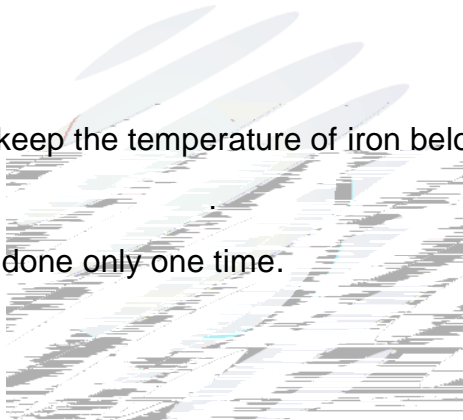 keep the temperature of iron belo
.
done only one time.